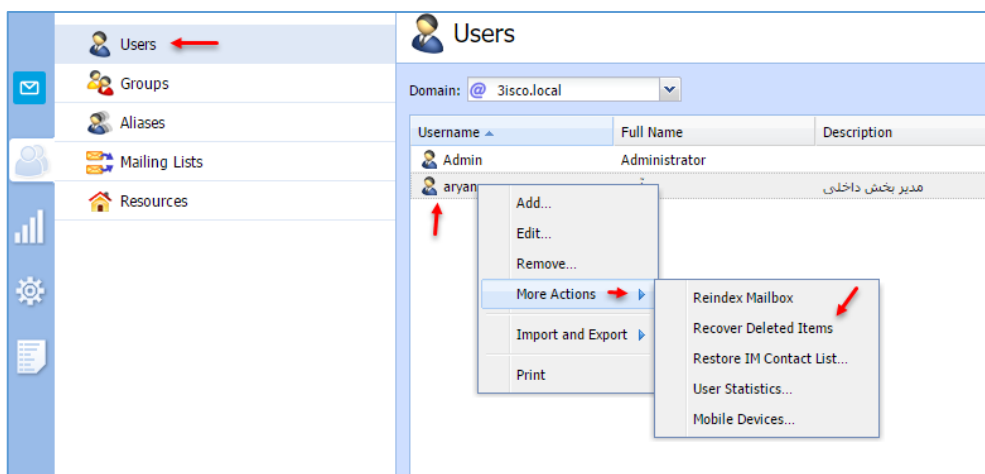 Users
Groups
Aliases
Mailing Lists
Resources
Users
Domain: @ 3isco.local
Username Full Name Description
Admin Administrator
aryan مدیر بخش داخلی
Add...
Edit...
Remove...
More Actions
Import and Export
Print
Reindex Mailbox
Recover Deleted Items
Restore IM Contact List...
User Statistics...
Mobile Devices...